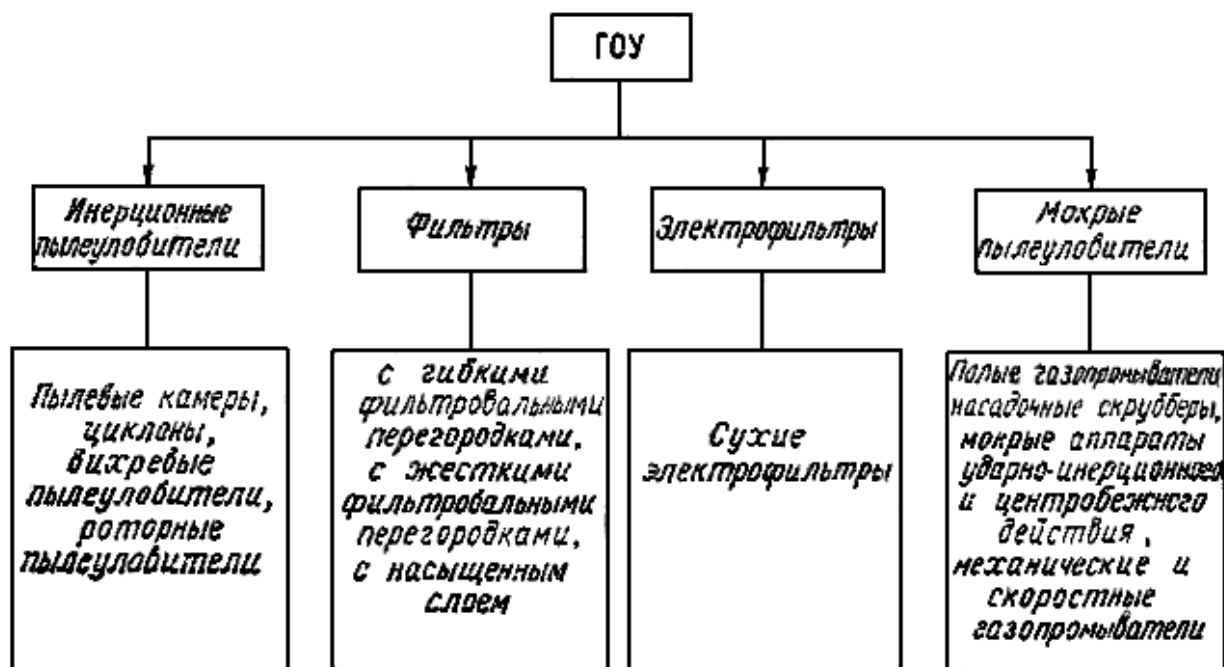 ГОУ
Инерционные
пылеуловители
Фильтры
Электрофильтры
Мокрые
пылеуловители
Пылевые камеры,
циклоны,
вихревые
пылеуловители,
роторные
пылеуловители
с гибкими
фильтровальными
перегородками,
с жесткими
фильтровальными
перегородками,
с насыщенным
слоем
Сухие
электрофильтры
Полые газопромыватели,
насадочные скрубберы,
мокрые аппараты
ударно-инерционного
и центробежного
действия,
механические и
скоростные
газопромыватели